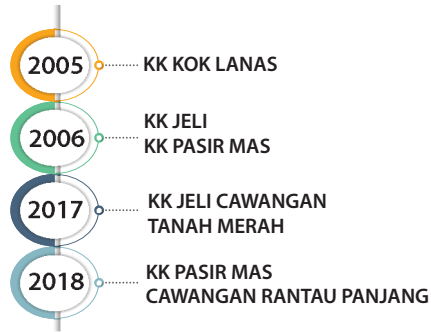 2005
KK KOK LANAS
2006
KK JELI
KK PASIR MAS
2017
KK JELI CAWANGAN
TANAH MERAH
2018
KK PASIR MAS
CAWANGAN RANTAU PANJANG